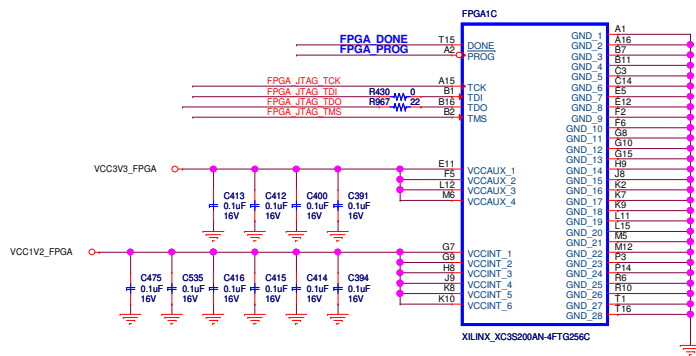 FPGA1C
FPGA_DONE T15 DONE
FPGA_PROG A2 PROG
FPGA_JTAG_TCK A15 TCK
FPGA_JTAG_TDI R430 0 B1 TDI
FPGA_JTAG_TDO R967 22 B16 TDO
FPGA_JTAG_TMS B2 TMS
VCC3V3_FPGA
E11 VCCAUX_1
F5 VCCAUX_2
L12 VCCAUX_3
M6 VCCAUX_4
C413 C412 C400 C391
0.1uF 0.1uF 0.1uF 0.1uF
16V 16V 16V 16V
VCC1V2_FPGA
G7 VCCINT_1
G9 VCCINT_2
H8 VCCINT_3
J9 VCCINT_4
K8 VCCINT_5
K10 VCCINT_6
C475 C535 C416 C415 C414 C394
0.1uF 0.1uF 0.1uF 0.1uF 0.1uF 0.1uF
16V 16V 16V 16V 16V 16V
GND_1 A1
GND_2 A16
GND_3 B7
GND_4 B11
GND_5 C3
GND_6 C14
GND_7 E5
GND_8 E12
GND_9 F2
GND_10 F6
GND_11 G8
GND_12 G10
GND_13 G15
GND_14 H9
GND_15 J8
GND_16 K2
GND_17 K7
GND_18 K9
GND_19 L11
GND_20 L15
GND_21 M5
GND_22 M12
GND_23 P3
GND_24 P14
GND_25 R6
GND_26 R10
GND_27 T1
GND_28 T16
XILINX_XC3S200AN-4FTG256C